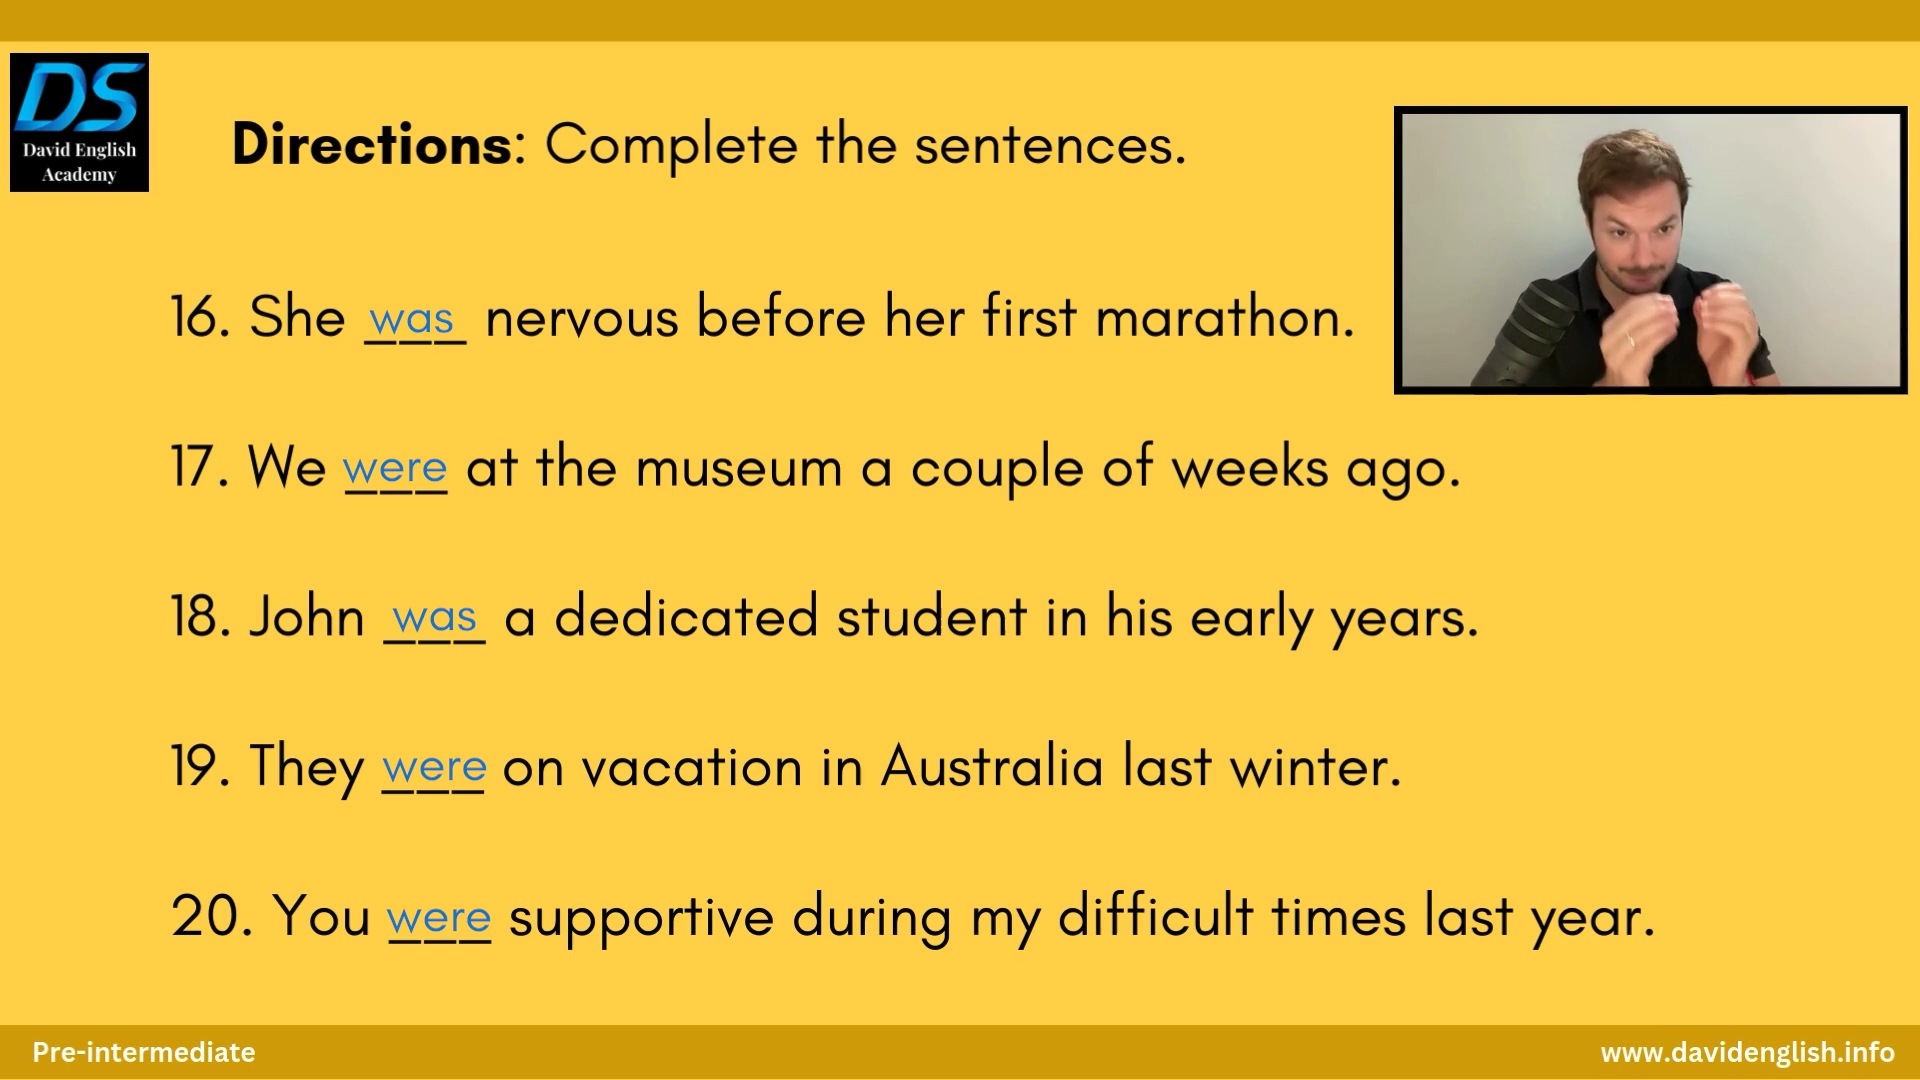 DS
David English
Academy
Directions: Complete the sentences.
16. She was nervous before her first marathon.
17. We were at the museum a couple of weeks ago.
18. John was a dedicated student in his early years.
19. They were on vacation in Australia last winter.
20. You were supportive during my difficult times last year.
Pre-intermediate
www.davidenglish.info